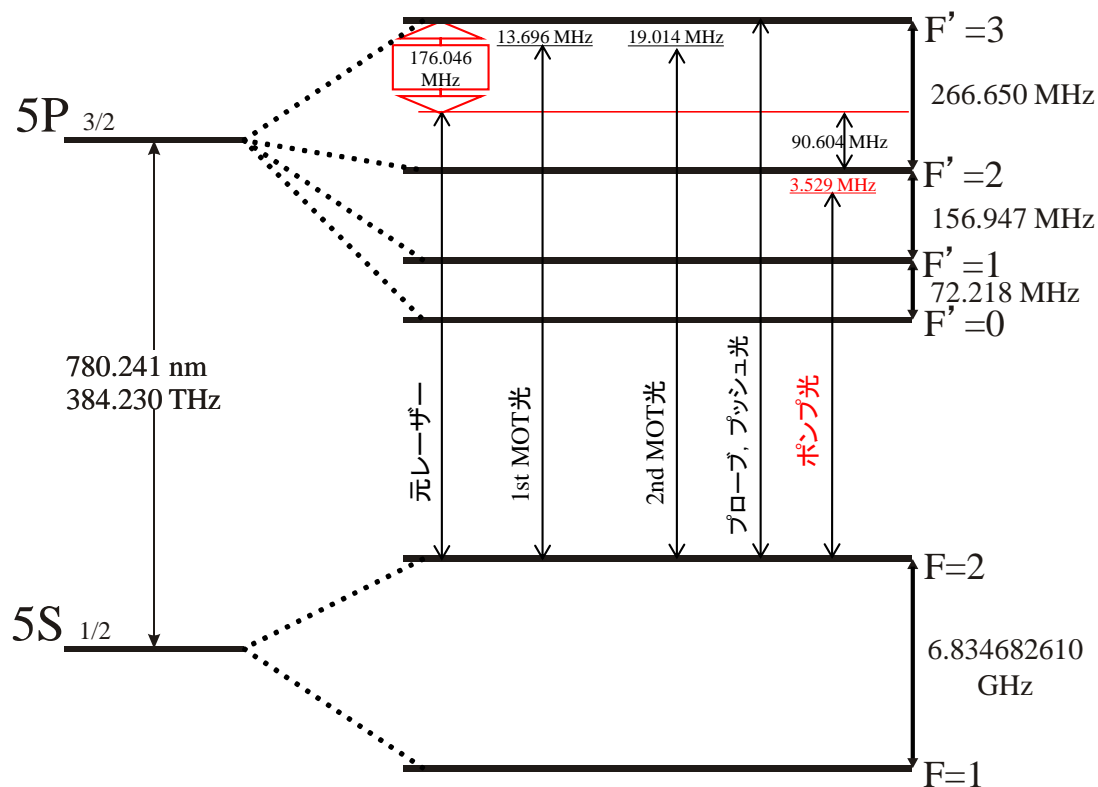 F'=3
13.696 MHz
19.014 MHz
176.046
MHz
266.650 MHz
5P 3/2
90.604 MHz
F'=2
3.529 MHz
156.947 MHz
F'=1
72.218 MHz
F'=0
780.241 nm
384.230 THz
元レーザー
1st MOT光
2nd MOT光
プローブ, プッシュ光
ポンプ光
F=2
5S 1/2
6.834682610
GHz
F=1